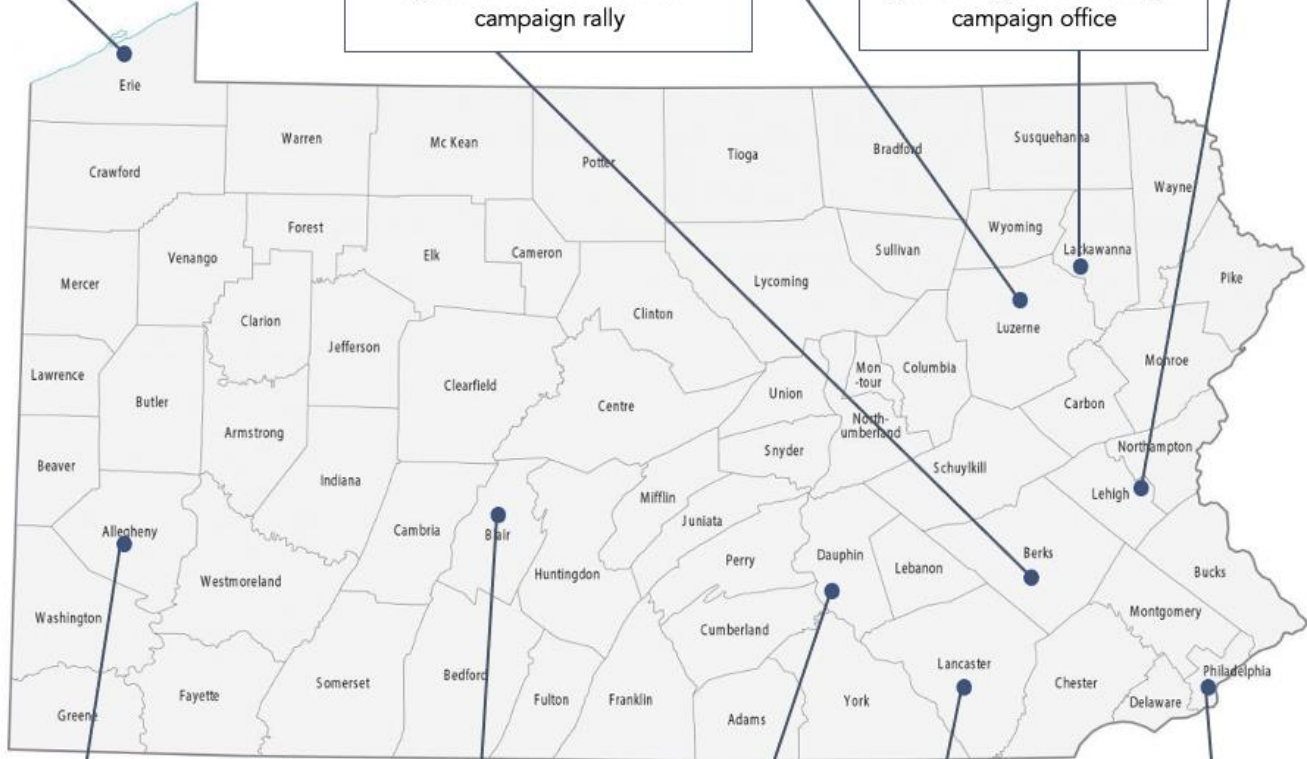 campaign rally
campaign office
Erie
Warren
Mc Kean
Potter
Tioga
Bradford
Susquehanna
Crawford
Wayne
Forest
Wyoming
Venango
Elk
Cameron
Sullivan
Lackawanna
Mercer
Lycoming
Pike
Clarion
Clinton
Luzerne
Jefferson
Monroe
Lawrence
Clearfield
Mon
-tour
Columbia
Butler
Centre
Union
Carbon
Armstrong
North-
umberland
Northampton
Beaver
Snyder
Schuylkill
Indiana
Lehigh
Mifflin
Allegheny
Cambria
Blair
Juniata
Dauphin
Berks
Westmoreland
Huntingdon
Perry
Lebanon
Bucks
Washington
Cumberland
Montgomery
Lancaster
Philadelphia
Greene
Fayette
Somerset
Bedford
Fulton
Franklin
Adams
York
Chester
Delaware